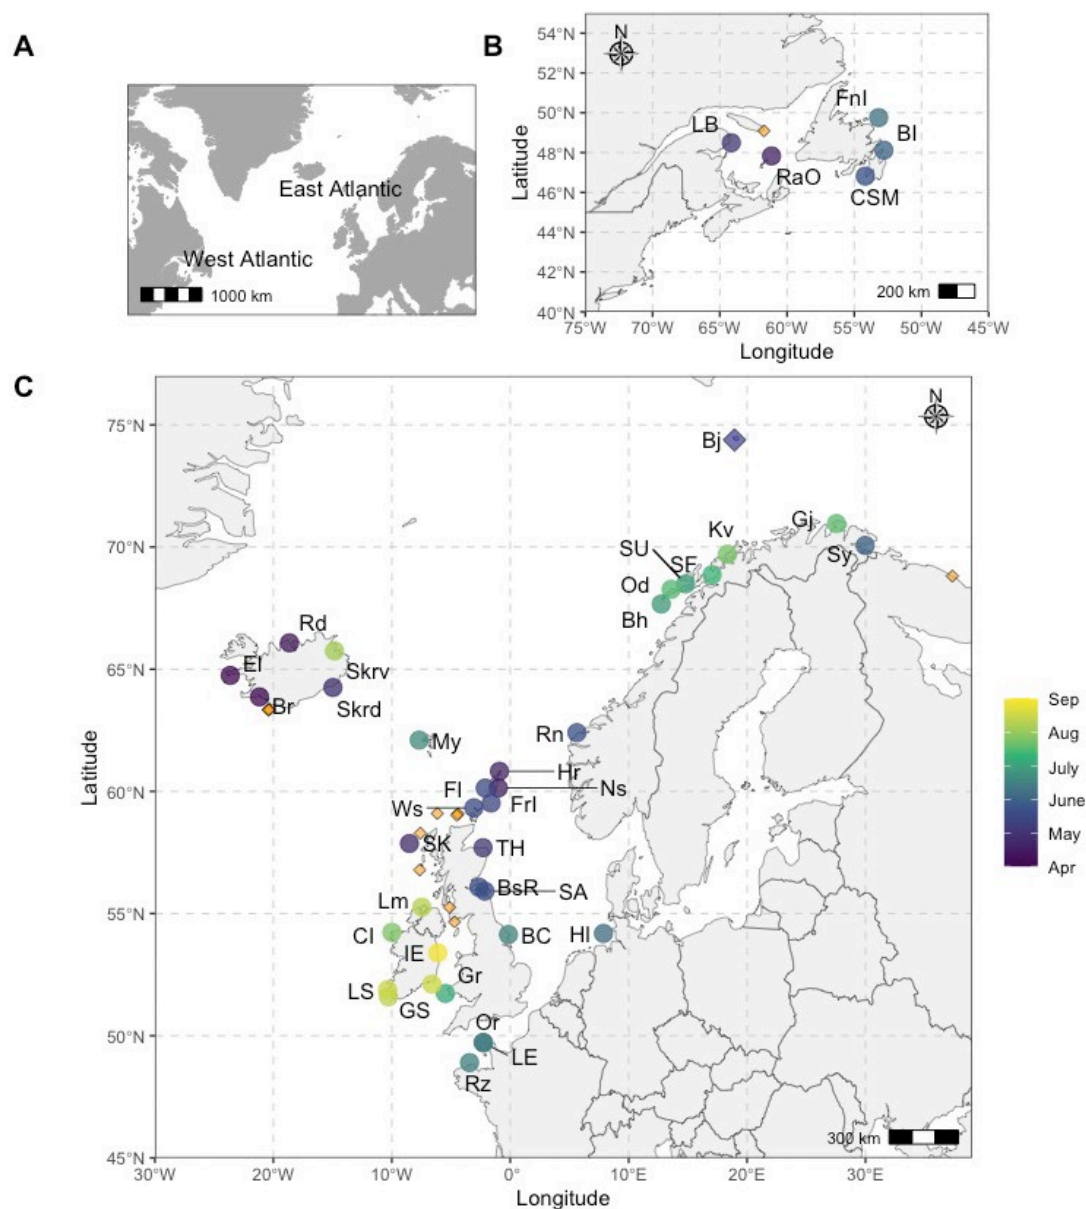 A
East Atlantic
West Atlantic
1000 km
B
N
54°N
52°N
50°N
48°N
46°N
44°N
42°N
40°N
Latitude
FnI
LB
BI
RaO
CSM
200 km
75°W
70°W
65°W
60°W
55°W
50°W
45°W
Longitude
C
N
75°N
70°N
65°N
60°N
55°N
50°N
45°N
Latitude
Bj
Gj
Kv
SU
SF
Sy
Od
Bh
Rd
El
Skrv
Br
Skrd
My
Rn
Hr
FI
Ns
Ws
FrI
SK
TH
BsR
SA
Lm
CI
BC
Hl
IE
Gr
LS
GS
Or
LE
Rz
300 km
30°W
20°W
10°W
0°
10°E
20°E
30°E
Longitude
Sep
Aug
July
June
May
Apr